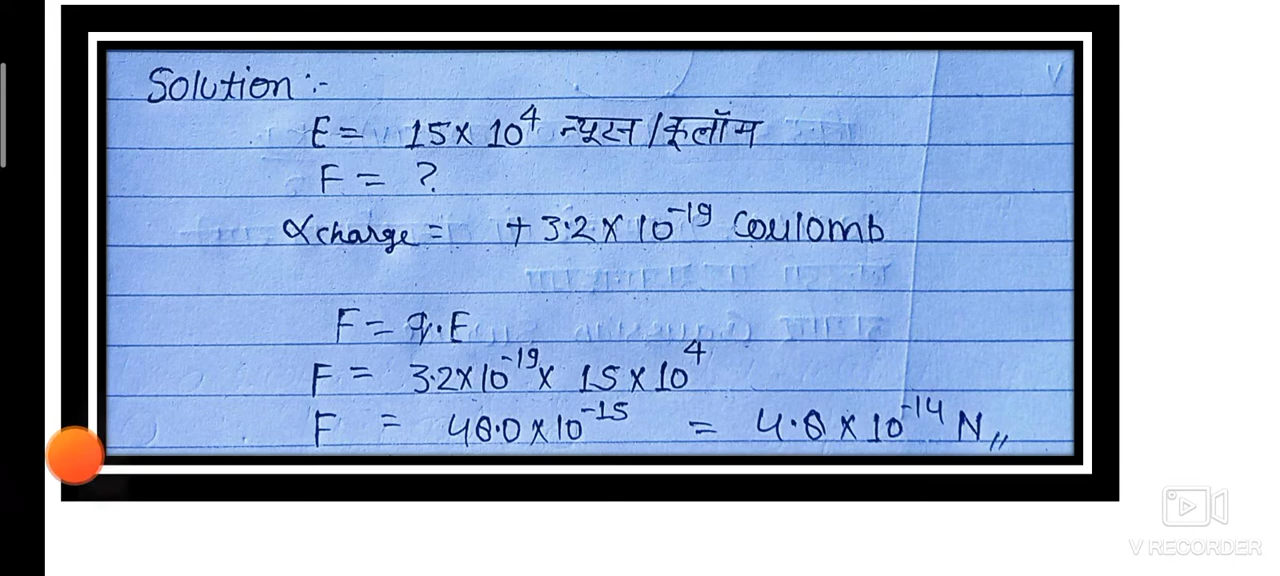 Solution :-
E = 15 x 10⁴ न्यूटन / कूलॉम
F = ?
α charge = + 3.2 x 10⁻¹⁹ Coulomb
F = q.E
F = 3.2 x 10⁻¹⁹ x 15 x 10⁴
F = 48.0 x 10⁻¹⁵ = 4.8 x 10⁻¹⁴ N,,
V RECORDER